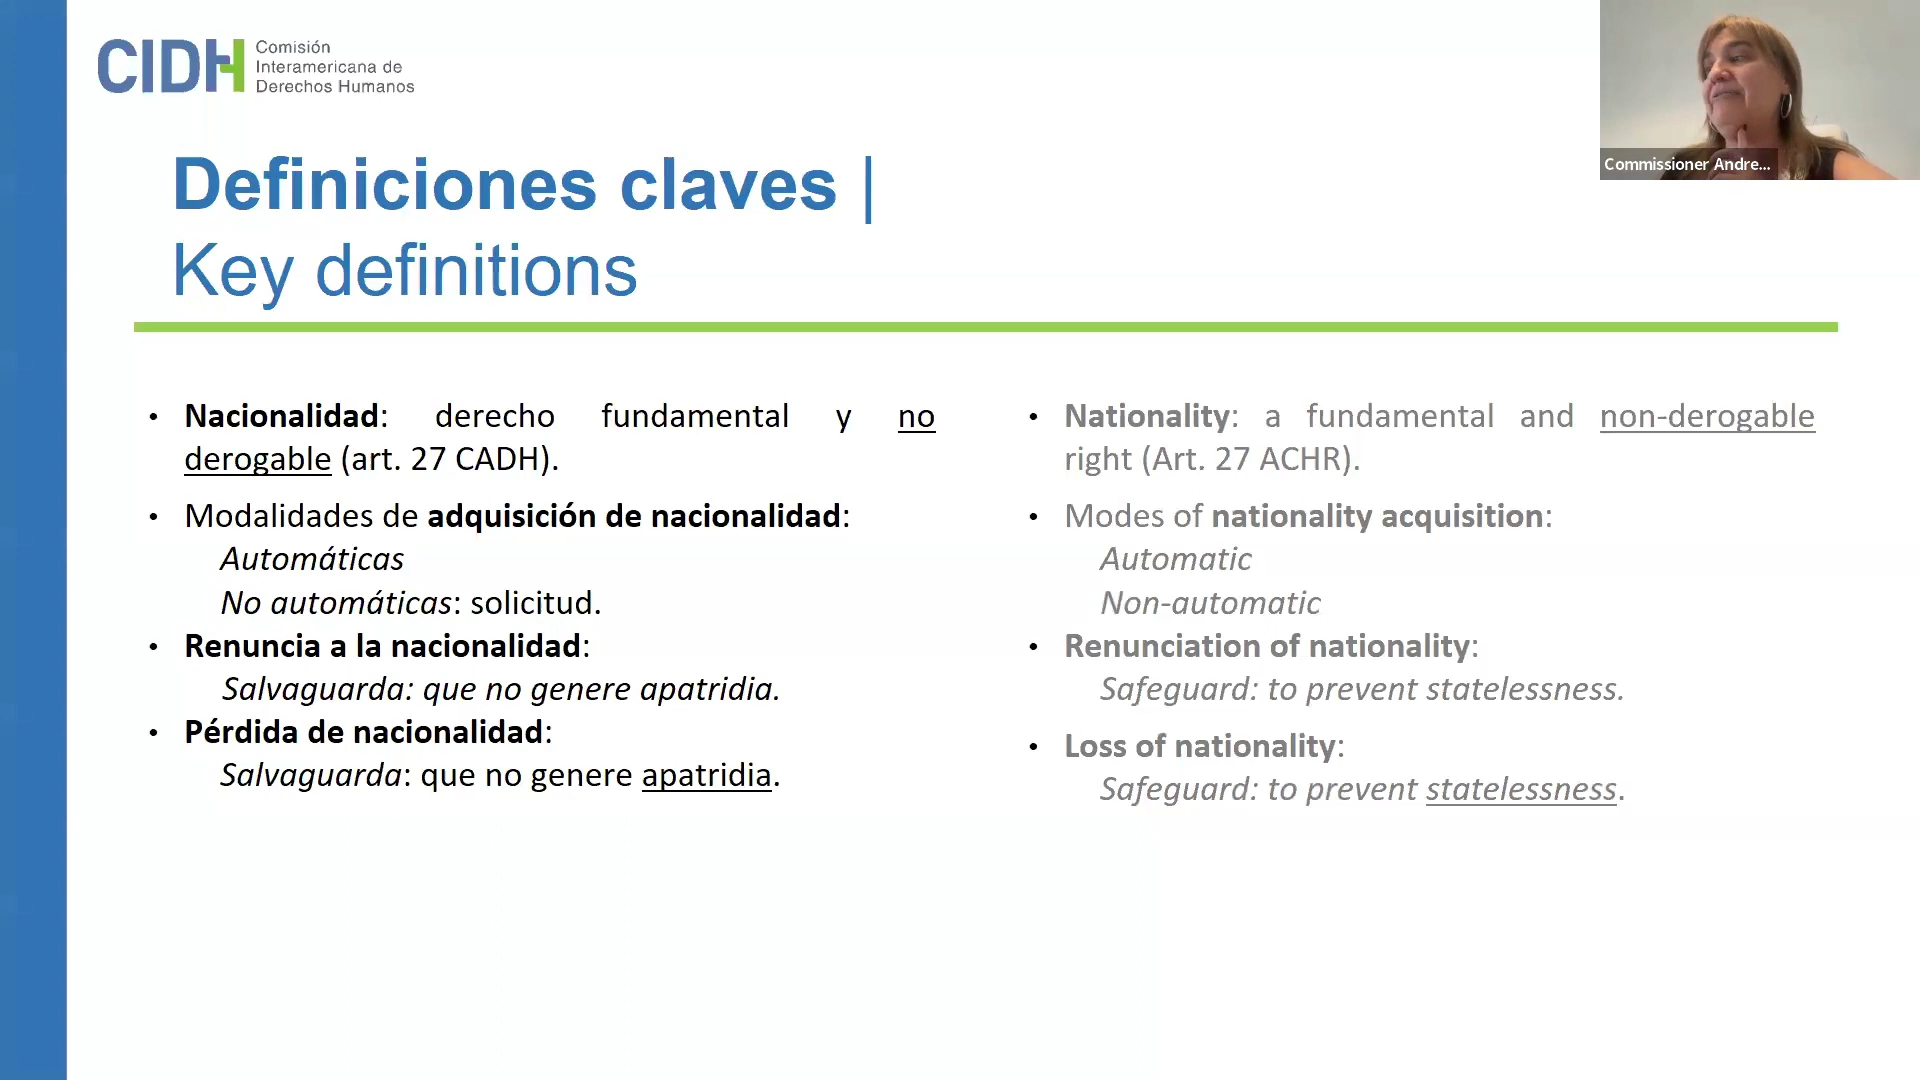 CIDH
Comisión
Interamericana de
Derechos Humanos
Commissioner Andre...
Definiciones claves |
Key definitions
• Nacionalidad: derecho fundamental y no
derogable (art. 27 CADH).
• Modalidades de adquisición de nacionalidad:
Automáticas
No automáticas: solicitud.
• Renuncia a la nacionalidad:
Salvaguarda: que no genere apatridia.
• Pérdida de nacionalidad:
Salvaguarda: que no genere apatridia.
• Nationality: a fundamental and non-derogable
right (Art. 27 ACHR).
• Modes of nationality acquisition:
Automatic
Non-automatic
• Renunciation of nationality:
Safeguard: to prevent statelessness.
• Loss of nationality:
Safeguard: to prevent statelessness.